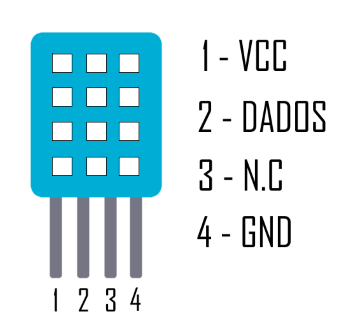 1 - VCC
2 - DADOS
3 - N.C
4 - GND
1 2 3 4